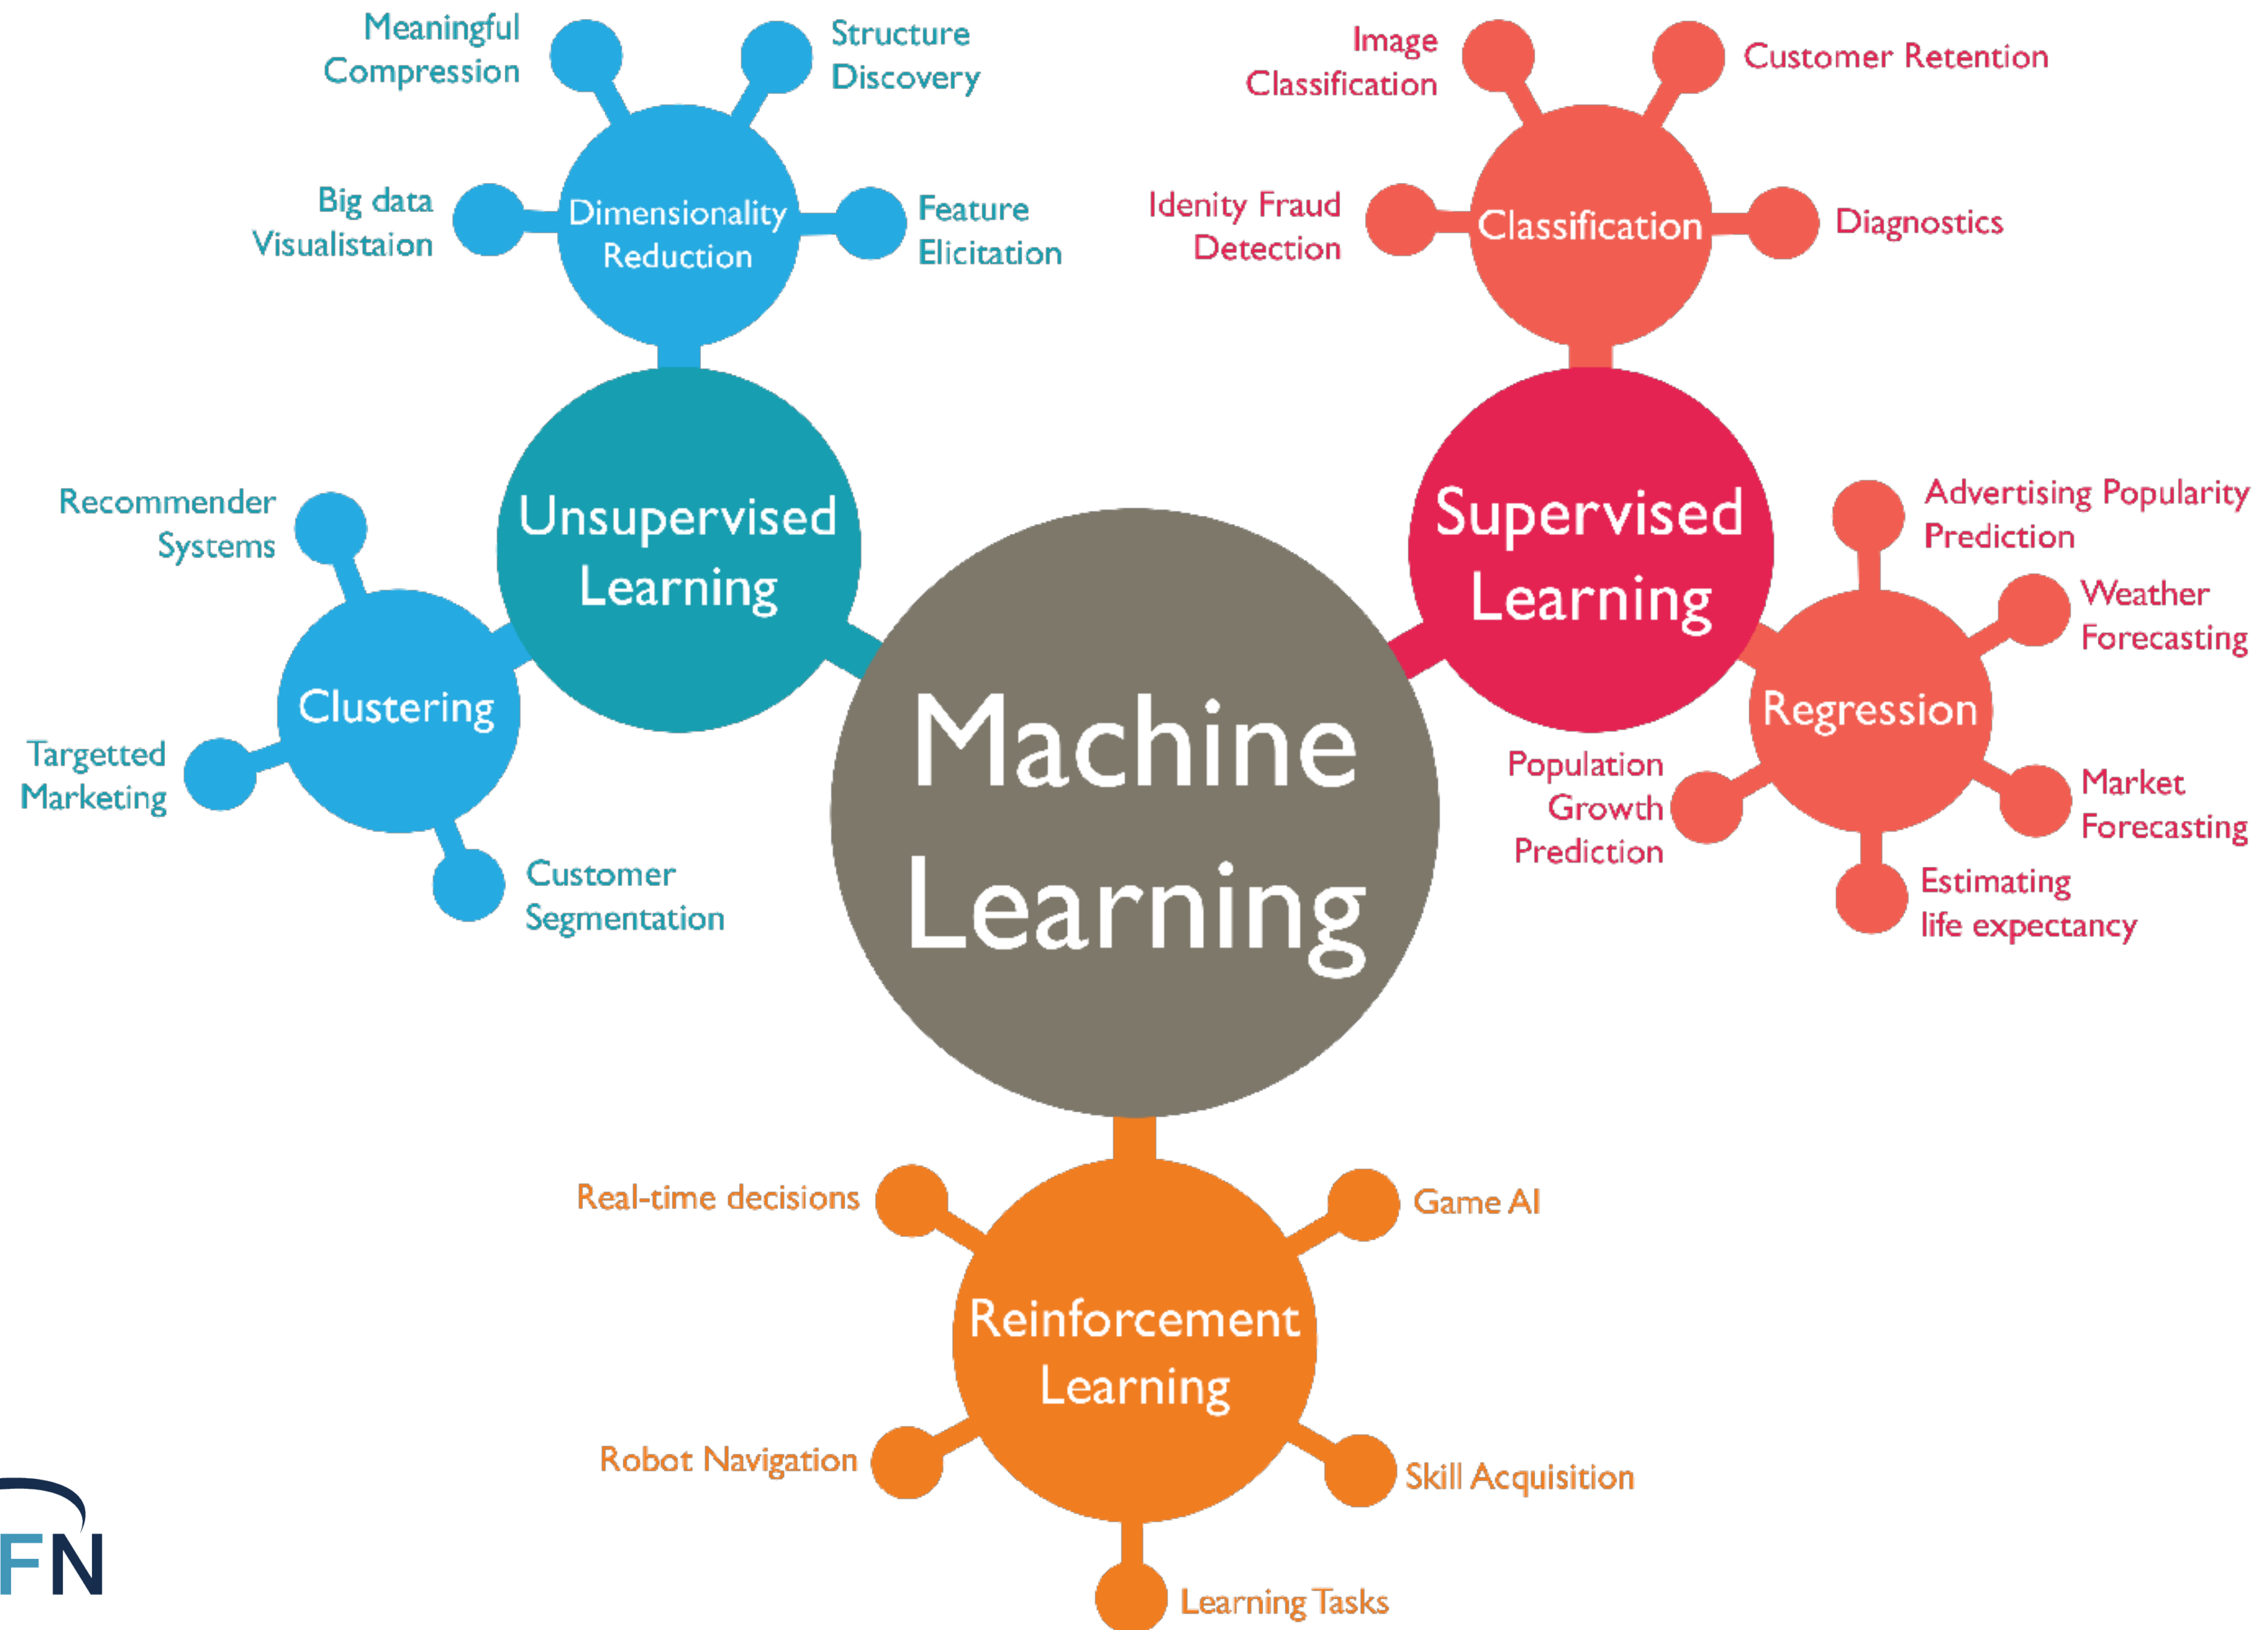 Meaningful
Compression
Structure
Discovery
Big data
Visualistaion
Dimensionality
Reduction
Feature
Elicitation
Image
Classification
Customer Retention
Idenity Fraud
Detection
Classification
Diagnostics
Unsupervised
Learning
Recommender
Systems
Clustering
Targetted
Marketing
Customer
Segmentation
Machine
Learning
Supervised
Learning
Advertising Popularity
Prediction
Weather
Forecasting
Regression
Population
Growth
Prediction
Market
Forecasting
Estimating
life expectancy
Real-time decisions
Game AI
Reinforcement
Learning
Robot Navigation
Skill Acquisition
Learning Tasks
FN